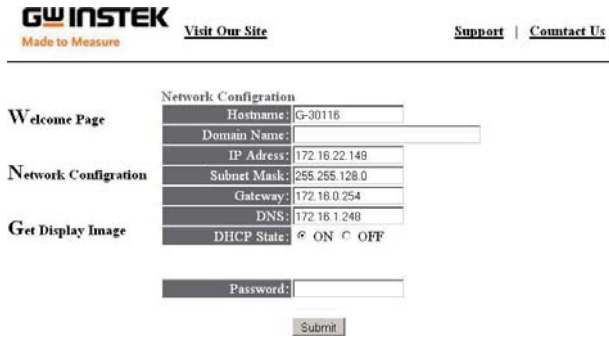 GW INSTEK
Made to Measure
Visit Our Site
Support | Countact Us
Welcome Page
Network Configration
Get Display Image
Network Configration
Hostname: G-30116
Domain Name:
IP Adress: 172.16.22.149
Subnet Mask: 255.255.128.0
Gateway: 172.16.0.254
DNS: 172.16.1.248
DHCP State: ON OFF
Password:
Submit